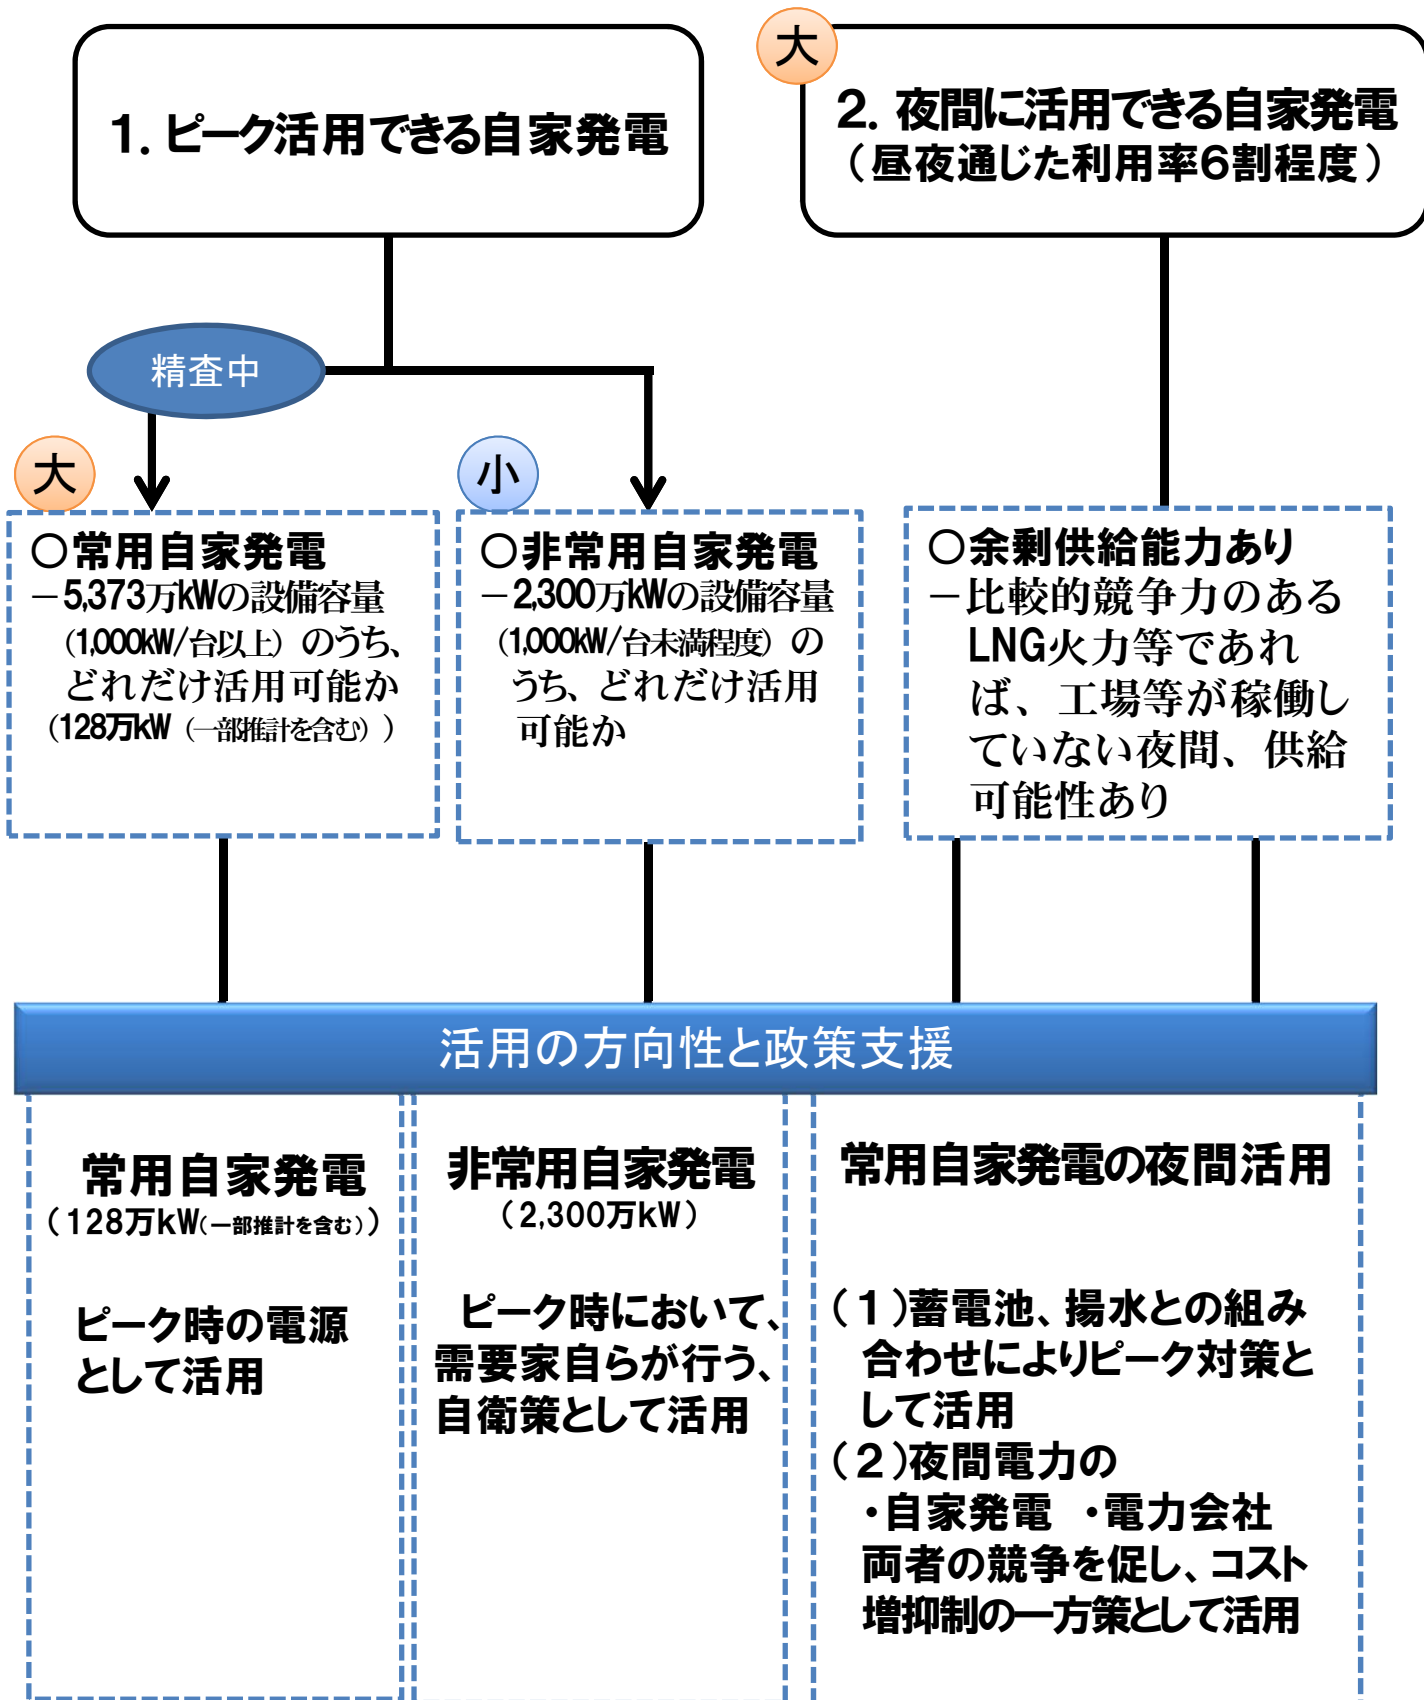 1. ピーク活用できる自家発電
大
2. 夜間に活用できる自家発電
（昼夜通じた利用率６割程度）
精査中
大
○常用自家発電
－5,373万kWの設備容量
（1,000kW/台以上）のうち、
どれだけ活用可能か
（128万kW（一部推計を含む））
小
○非常用自家発電
－2,300万kWの設備容量
（1,000kW/台未満程度）の
うち、どれだけ活用
可能か
○余剰供給能力あり
－比較的競争力のある
LNG火力等であれ
ば、工場等が稼働し
ていない夜間、供給
可能性あり
活用の方向性と政策支援
常用自家発電
（128万kW（一部推計を含む））
ピーク時の電源
として活用
非常用自家発電
（2,300万kW）
ピーク時において、
需要家自らが行う、
自衛策として活用
常用自家発電の夜間活用
（１）蓄電池、揚水との組み
合わせによりピーク対策と
して活用
（２）夜間電力の
・自家発電　・電力会社
両者の競争を促し、コスト
増抑制の一方策として活用